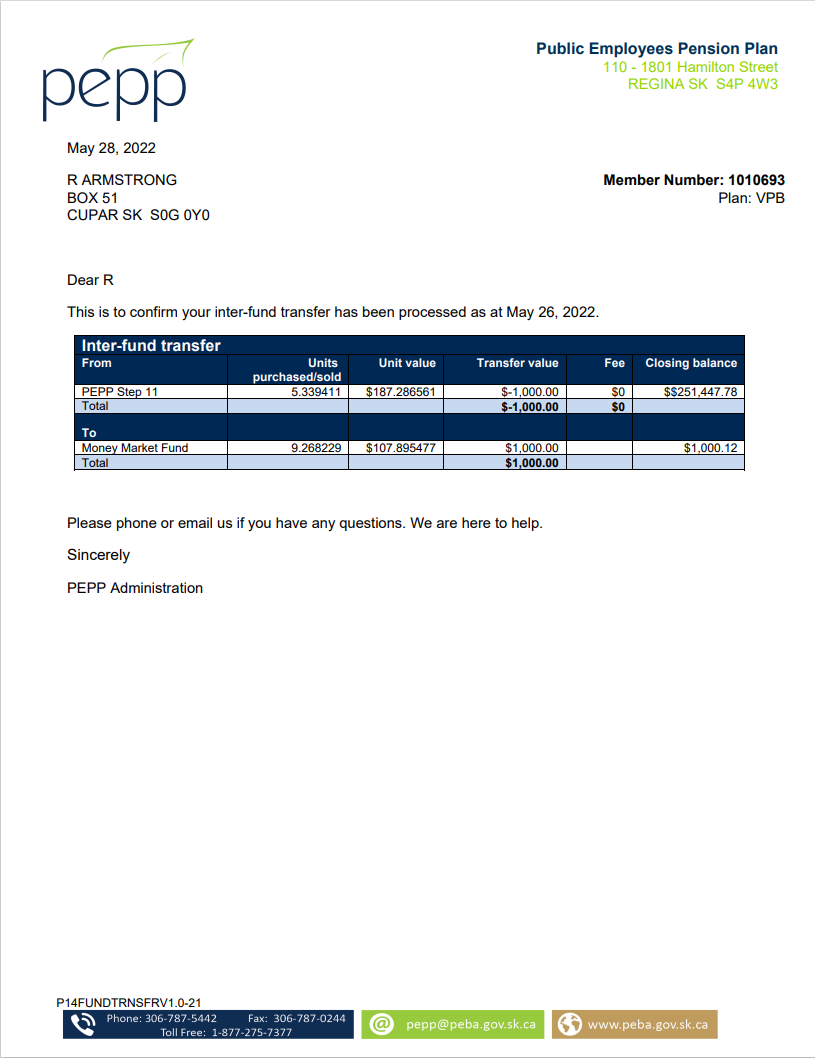 pepp
Public Employees Pension Plan
110 - 1801 Hamilton Street
REGINA SK  S4P 4W3
May 28, 2022
R ARMSTRONG
BOX 51
CUPAR SK  S0G 0Y0
Member Number: 1010693
Plan: VPB
Dear R
This is to confirm your inter-fund transfer has been processed as at May 26, 2022.
Inter-fund transfer
From Units purchased/sold Unit value Transfer value Fee Closing balance
PEPP Step 11 5.339411 $187.286561 $-1,000.00 $0 $$251,447.78
Total $-1,000.00 $0
To
Money Market Fund 9.268229 $107.895477 $1,000.00 $1,000.12
Total $1,000.00
Please phone or email us if you have any questions. We are here to help.
Sincerely
PEPP Administration
P14FUNDTRNSFRV1.0-21
Phone: 306-787-5442 Fax: 306-787-0244
Toll Free: 1-877-275-7377
@ pepp@peba.gov.sk.ca
www.peba.gov.sk.ca